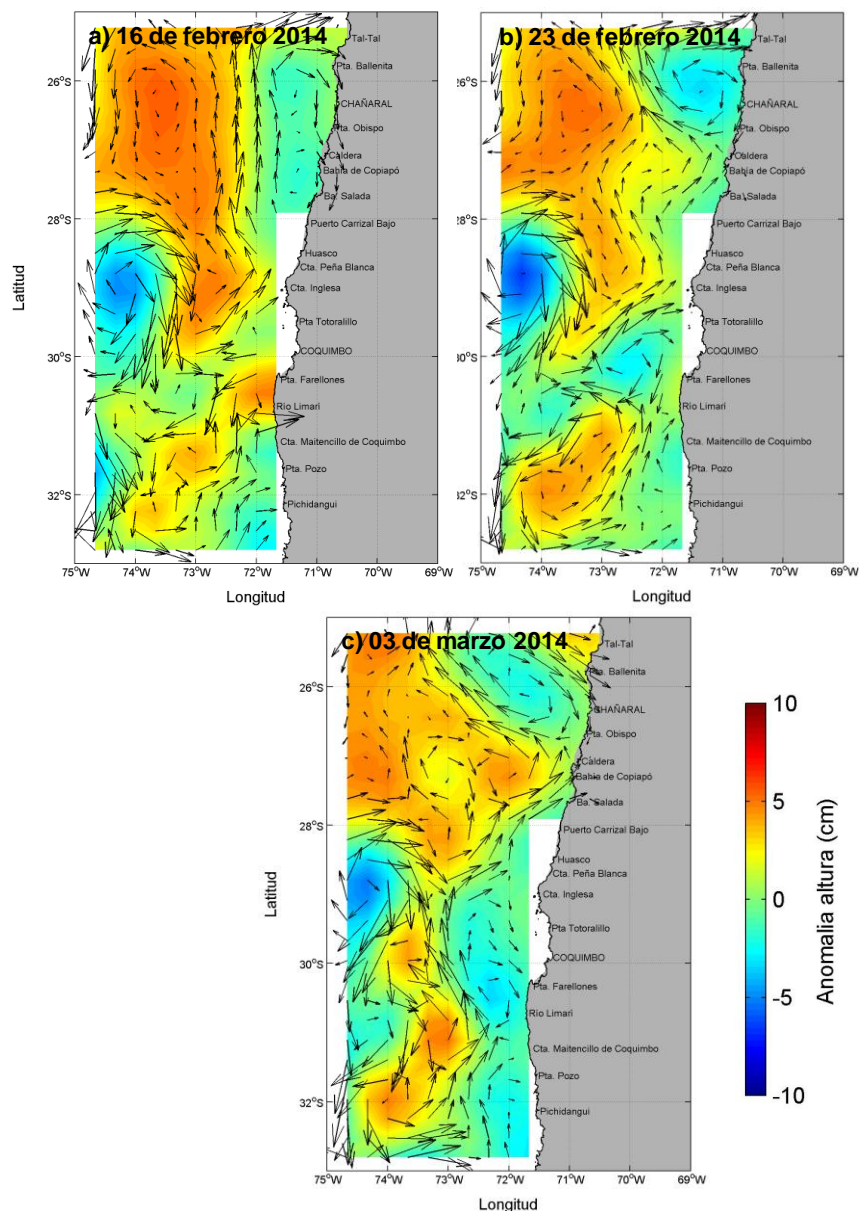 a) 16 de febrero 2014
Tal-Tal
Pta. Ballenita
CHAÑARAL
Pta. Obispo
Caldera
Bahía de Copiapó
Ba. Salada
Puerto Carrizal Bajo
Huasco
Cta. Peña Blanca
Cta. Inglesa
Pta Totoralillo
COQUIMBO
Pta. Farellones
Río Limarí
Cta. Maitencillo de Coquimbo
Pta. Pozo
Pichidangui
26°S
28°S
30°S
32°S
Latitud
75°W 74°W 73°W 72°W 71°W 70°W 69°W
Longitud
b) 23 de febrero 2014
Tal-Tal
Pta. Ballenita
CHAÑARAL
Pta. Obispo
Caldera
Bahía de Copiapó
Ba. Salada
Puerto Carrizal Bajo
Huasco
Cta. Peña Blanca
Cta. Inglesa
Pta Totoralillo
COQUIMBO
Pta. Farellones
Río Limarí
Cta. Maitencillo de Coquimbo
Pta. Pozo
Pichidangui
26°S
28°S
30°S
32°S
75°W 74°W 73°W 72°W 71°W 70°W 69°W
Longitud
c) 03 de marzo 2014
Tal-Tal
Pta. Ballenita
CHAÑARAL
Pta. Obispo
Caldera
Bahía de Copiapó
Ba. Salada
Puerto Carrizal Bajo
Huasco
Cta. Peña Blanca
Cta. Inglesa
Pta Totoralillo
COQUIMBO
Pta. Farellones
Río Limarí
Cta. Maitencillo de Coquimbo
Pta. Pozo
Pichidangui
26°S
28°S
30°S
32°S
Latitud
75°W 74°W 73°W 72°W 71°W 70°W 69°W
Longitud
10
5
0
-5
-10
Anomalia altura (cm)